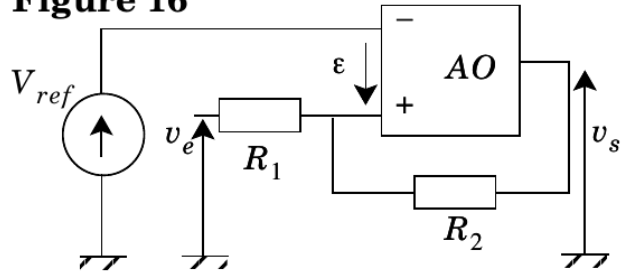 Figure 16
−
ε
AO
V_ref
+
v_e
R_1
v_s
R_2